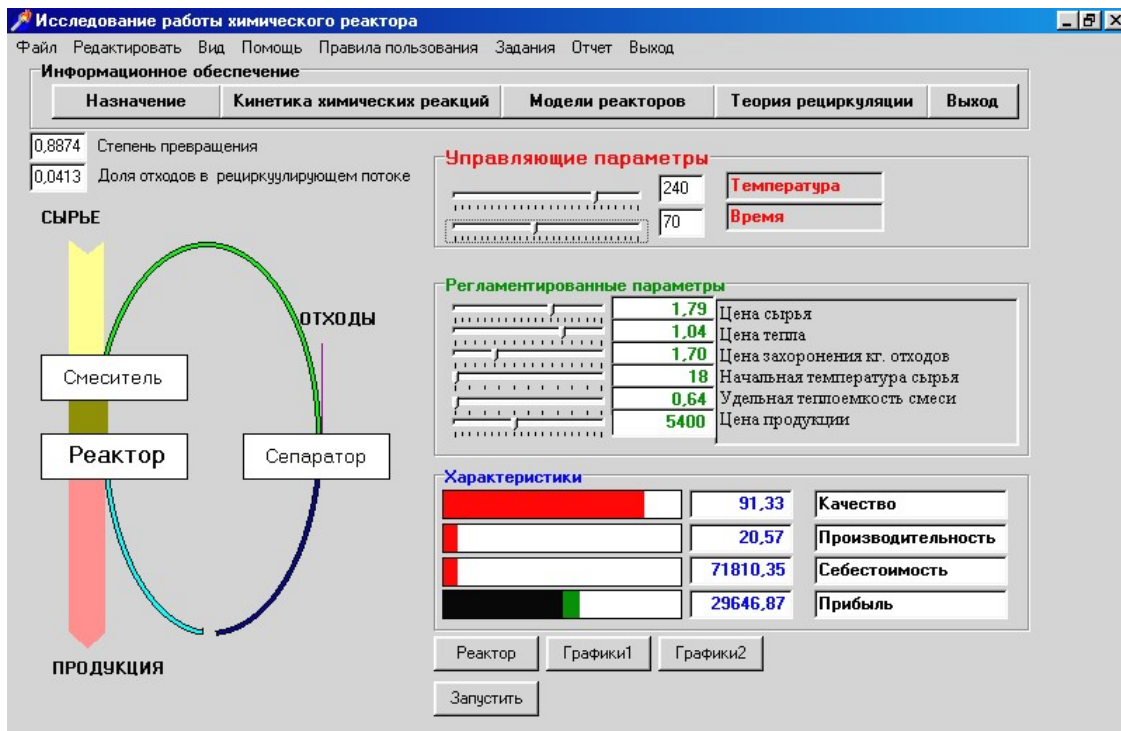 Исследование работы химического реактора
Файл Редактировать Вид Помощь Правила пользования Задания Отчет Выход
Информационное обеспечение
Назначение Кинетика химических реакций Модели реакторов Теория рециркуляции Выход
0,8874 Степень превращения
0,0413 Доля отходов в рециркуулирующем потоке
СЫРЬЕ
ОТХОДЫ
Смеситель
Реактор
Сепаратор
ПРОДУКЦИЯ
Управляющие параметры
240 Температура
70 Время
Регламентированные параметры
1,79 Цена сырья
1,04 Цена тепла
1,70 Цена захоронения кг. отходов
18 Начальная температура сырья
0,64 Удельная теплоемкость смеси
5400 Цена продукции
Характеристики
91,33 Качество
20,57 Производительность
71810,35 Себестоимость
29646,87 Прибыль
Реактор Графики1 Графики2
Запустить